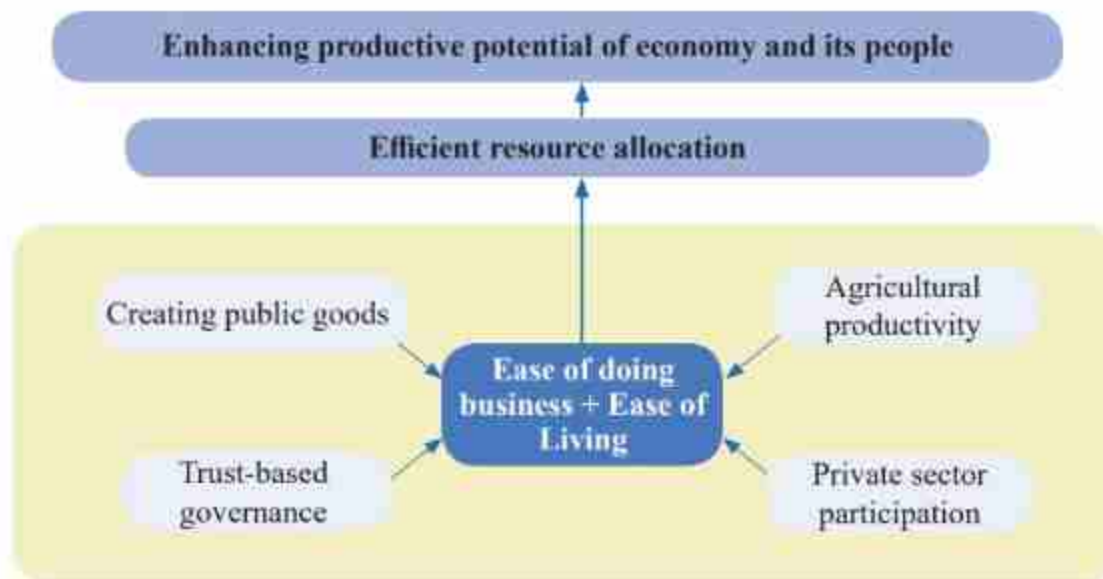 Enhancing productive potential of economy and its people
Efficient resource allocation
Creating public goods
Agricultural
productivity
Ease of doing
business + Ease of
Living
Trust-based
governance
Private sector
participation